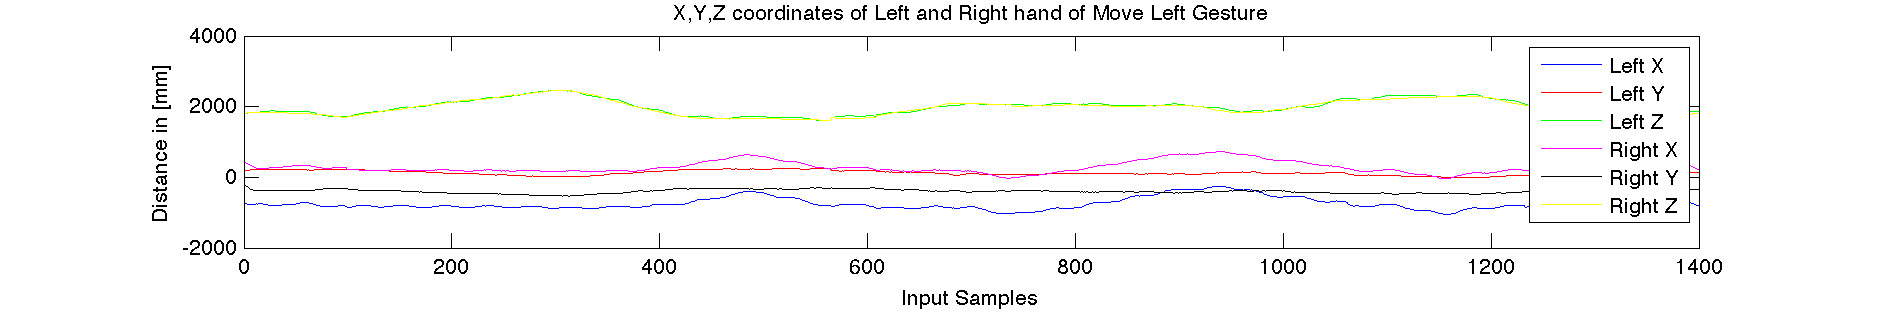 X,Y,Z coordinates of Left and Right hand of Move Left Gesture
4000
2000
0
-2000
Distance in [mm]
0 200 400 600 800 1000 1200 1400
Input Samples
Left X
Left Y
Left Z
Right X
Right Y
Right Z